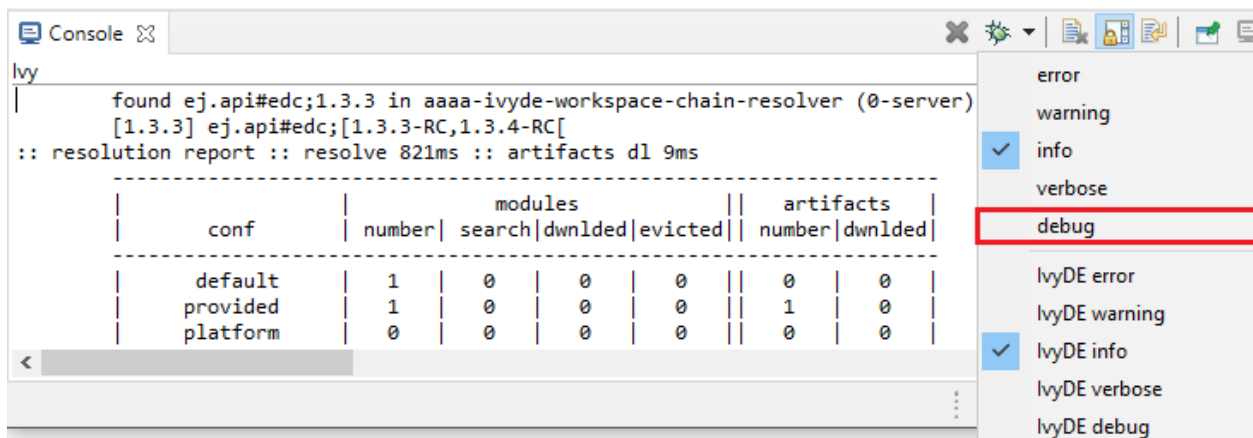 Console
Ivy
found ej.api#edc;1.3.3 in aaaa-ivyde-workspace-chain-resolver (0-server)
[1.3.3] ej.api#edc;[1.3.3-RC,1.3.4-RC[
:: resolution report :: resolve 821ms :: artifacts dl 9ms
---------------------------------------------------------------------
|                  |            modules            ||   artifacts   |
|       conf       | number| search|dwnlded|evicted|| number|dwnlded|
---------------------------------------------------------------------
|      default     |   1   |   0   |   0   |   0   ||   0   |   0   |
|     provided     |   1   |   0   |   0   |   0   ||   1   |   0   |
|     platform     |   0   |   0   |   0   |   0   ||   0   |   0   |
error
warning
info
verbose
debug
IvyDE error
IvyDE warning
IvyDE info
IvyDE verbose
IvyDE debug